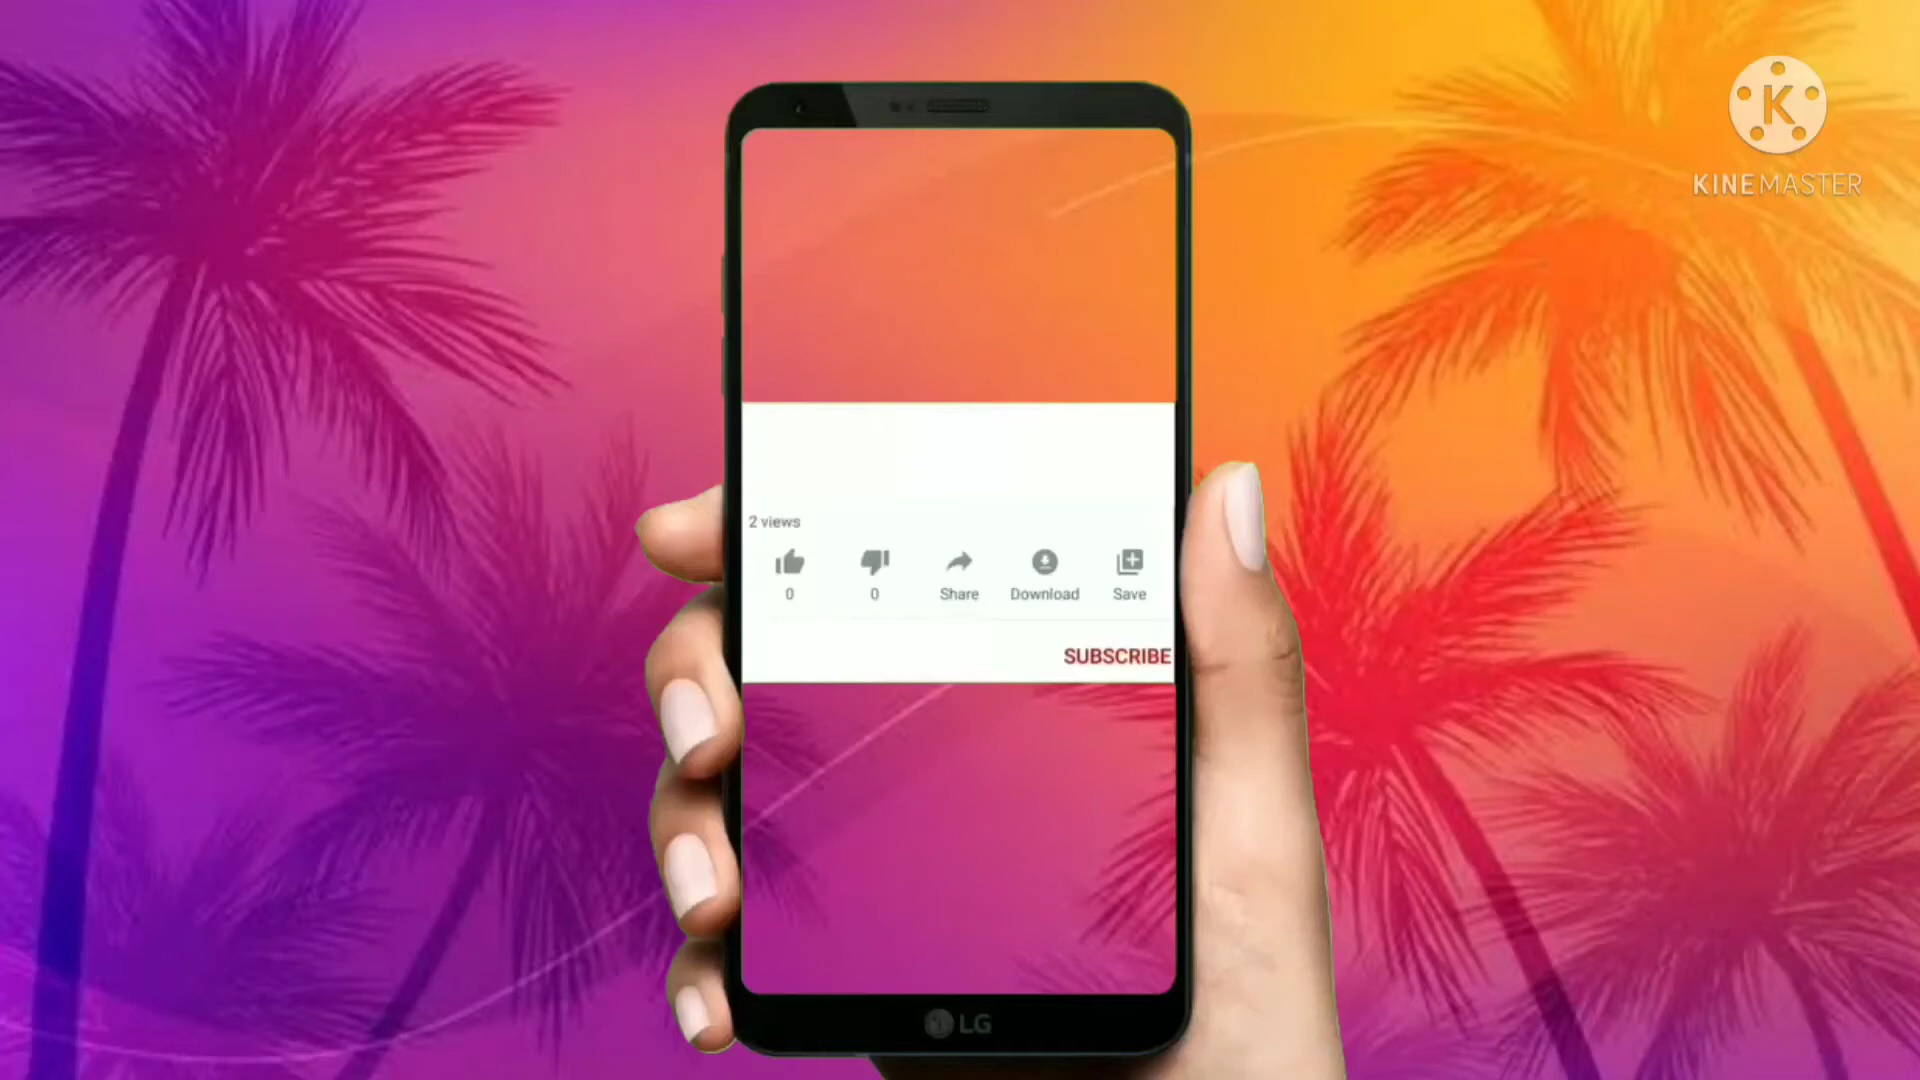 K
KINEMASTER
2 views
0 0 Share Download Save
SUBSCRIBE
LG